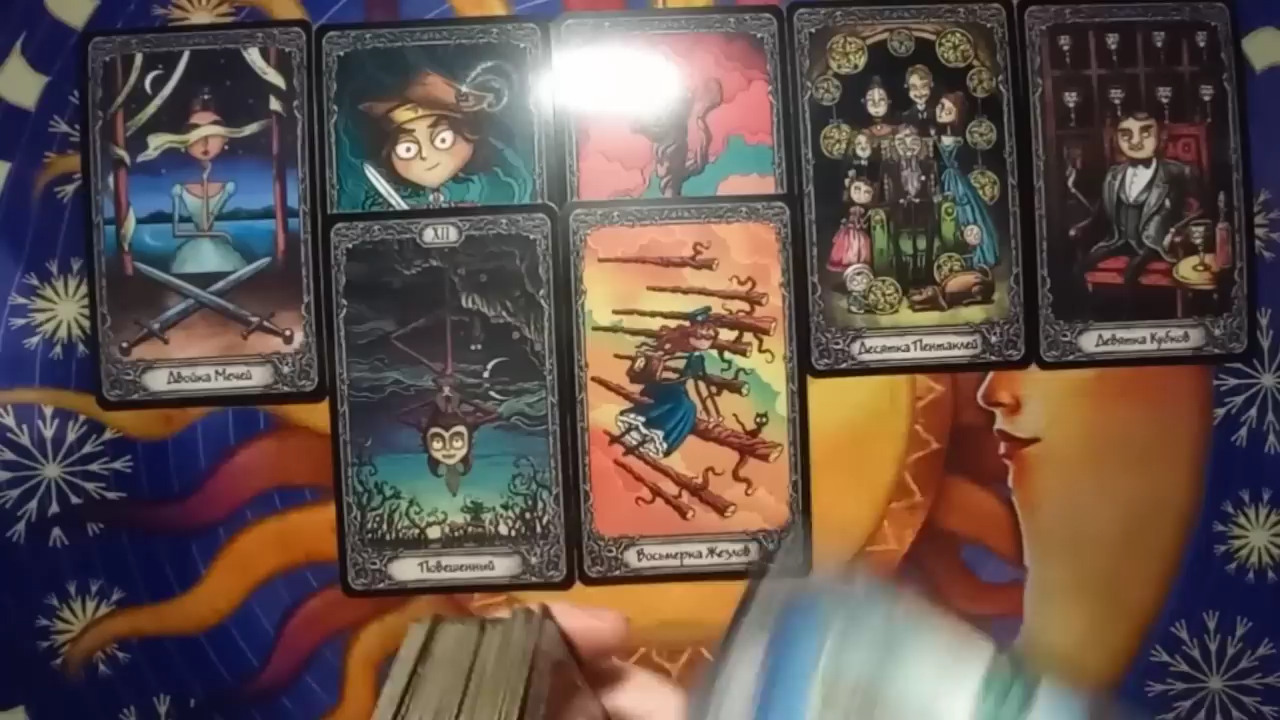 Двойка Мечей
XII
Повешенный
Восьмерка Жезлов
Десятка Пентаклей
Девятка Кубков